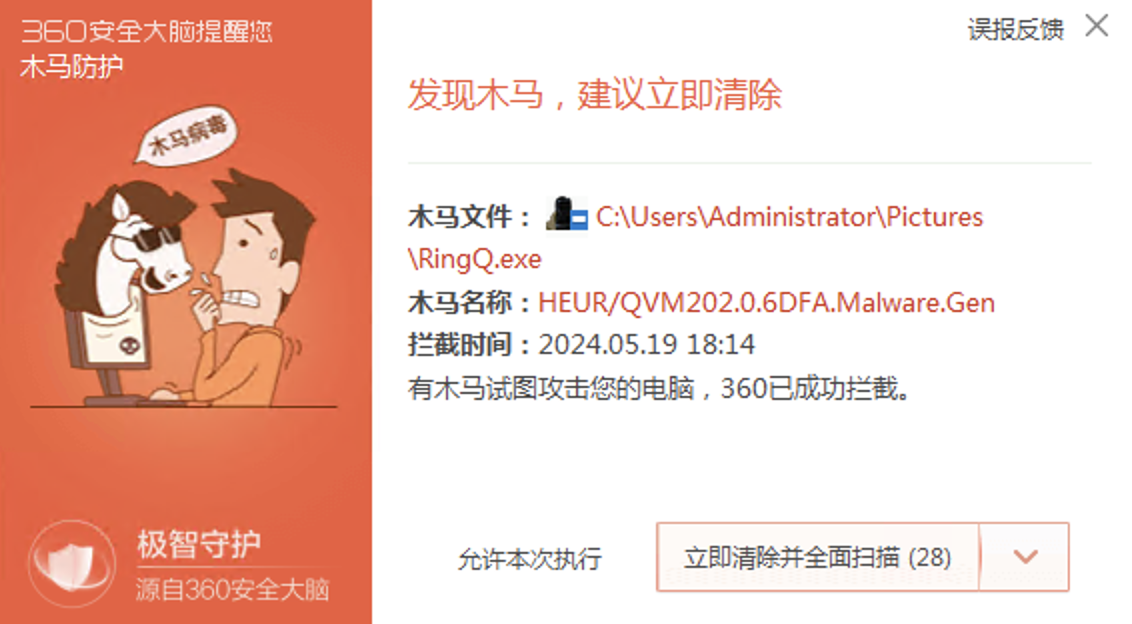 360安全大脑提醒您
木马防护
误报反馈
发现木马，建议立即清除
木马病毒
木马文件：C:\Users\Administrator\Pictures
\RingQ.exe
木马名称：HEUR/QVM202.0.6DFA.Malware.Gen
拦截时间：2024.05.19 18:14
有木马试图攻击您的电脑，360已成功拦截。
极智守护
源自360安全大脑
允许本次执行
立即清除并全面扫描 (28)